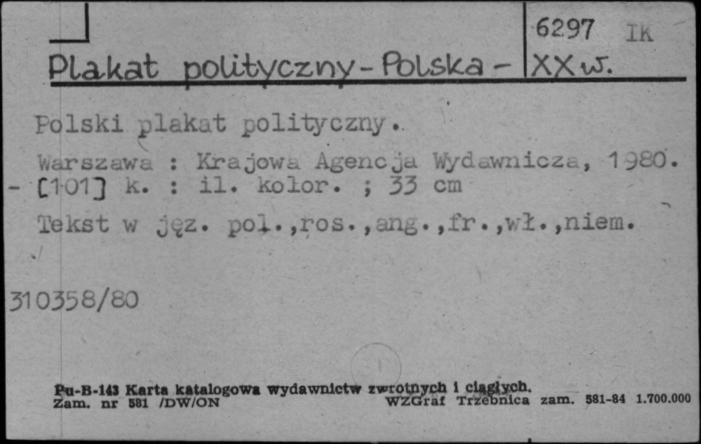 6297 IK
Plakat polityczny - Polska - XX w.
Polski plakat polityczny.
Warszawa : Krajowa Agencja Wydawnicza, 1980.
- [101] k. : il. kolor. ; 33 cm
Tekst w jęz. pol.,ros.,ang.,fr.,wł.,niem.
310358/80
Pu-B-143 Karta katalogowa wydawnictw zwrotnych i ciągłych.
Zam. nr 581 /DW/ON WZGraf Trzebnica zam. 581-84 1.700.000